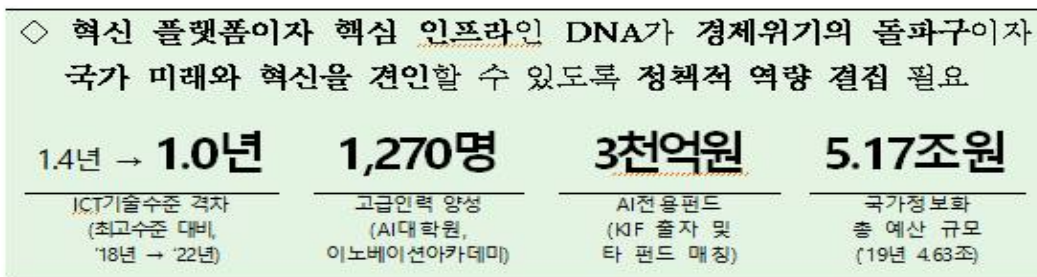 ◇ 혁신 플랫폼이자 핵심 인프라인 DNA가 경제위기의 돌파구이자
국가 미래와 혁신을 견인할 수 있도록 정책적 역량 결집 필요
1.4년 → 1.0년
ICT기술수준 격차
(최고수준 대비,
'18년 → '22년)
1,270명
고급인력 양성
(AI대학원,
이노베이션아카데미)
3천억원
AI전용펀드
(KIF 출자 및
타 펀드 매칭)
5.17조원
국가정보화
총 예산 규모
('19년 4.63조)